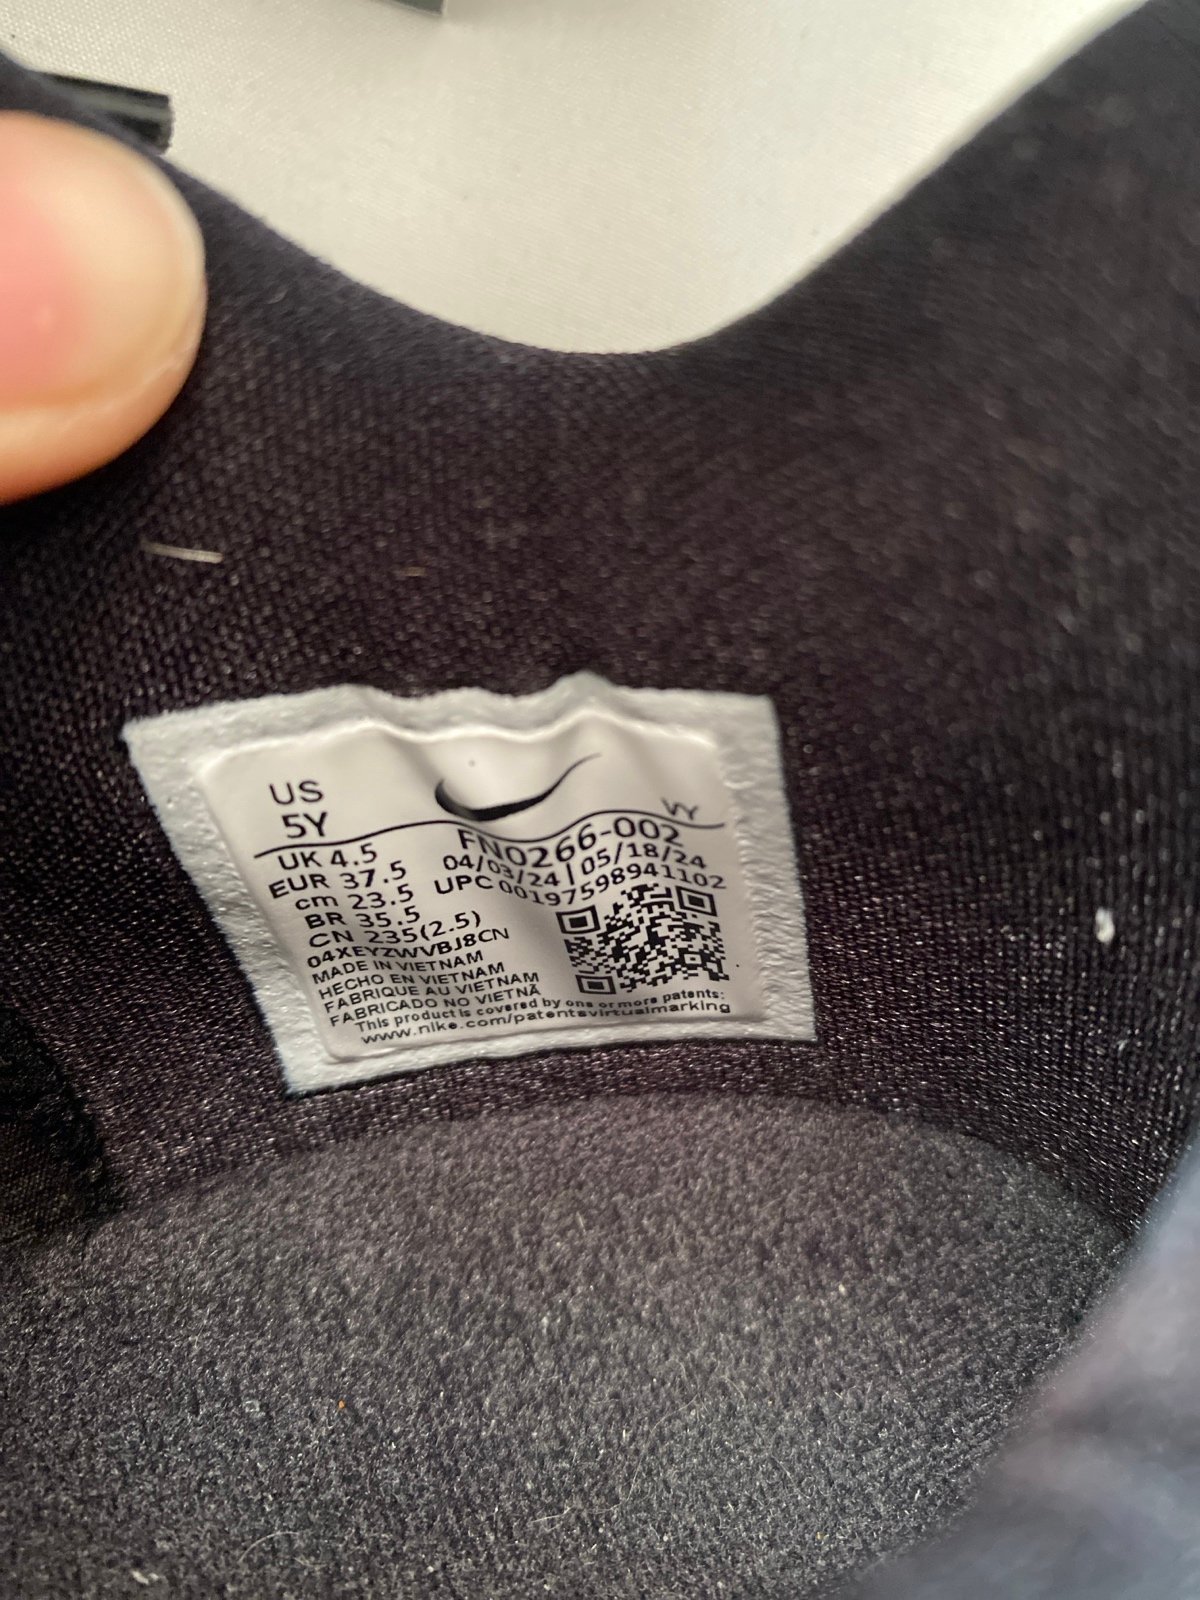 US
5Y
UK 4.5
EUR 37.5
cm 23.5
BR 35.5
CN 235(2.5)
04XEYZWVBJ8CN
MADE IN VIETNAM
HECHO EN VIETNAM
FABRIQUE AU VIETNAM
FABRICADO NO VIETNÃ
VY
FN0266-002
04/03/24 | 05/18/24
UPC 00197598941102
This product is covered by one or more patents:
www.nike.com/patentsvirtualmarking